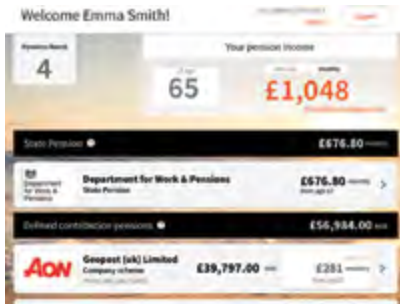 Welcome Emma Smith!
Pensions found
Your pension income
4
65
monthly
£1,048
State Pension
£676.80
Department for Work & Pensions
Department for Work & Pensions
State Pension
£676.80
Defined contribution pensions
£56,984.00
AON
Geopost (uk) Limited
Company scheme
£39,797.00
£281